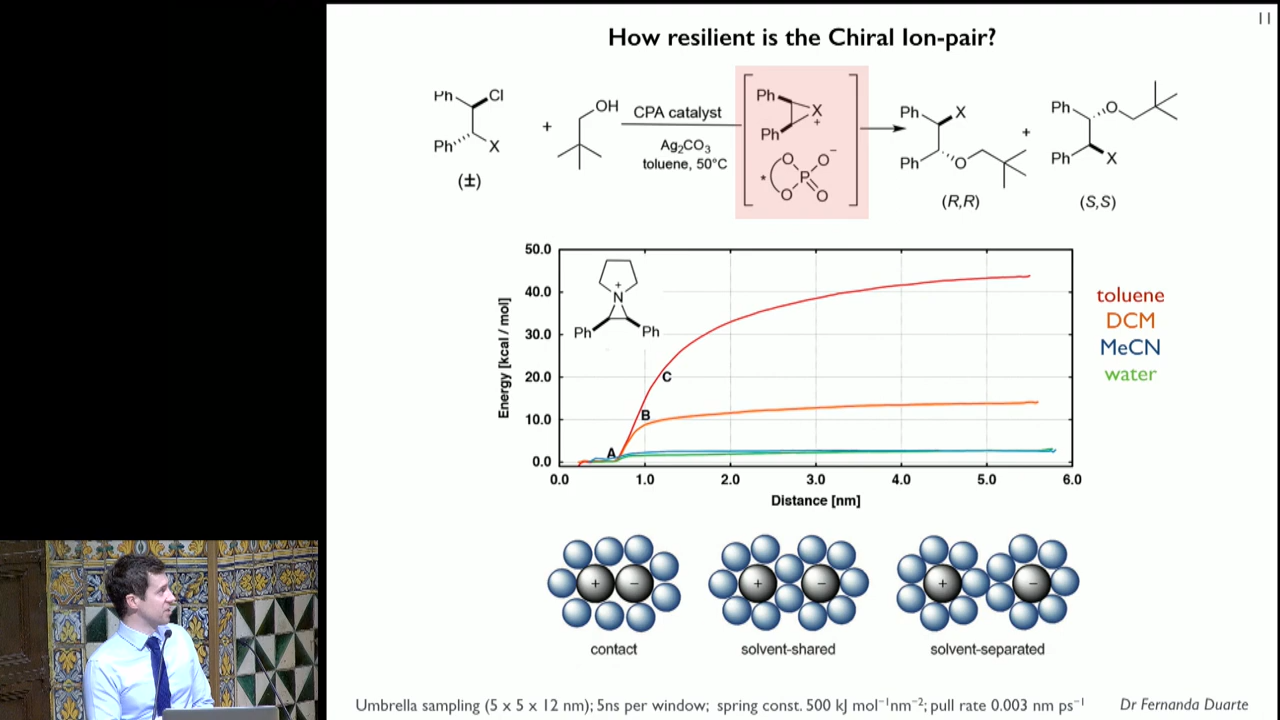 11
How resilient is the Chiral Ion-pair?
Ph
Cl
Ph
X
(±)
+
OH
CPA catalyst
Ag₂CO₃
toluene, 50°C
Ph
X
+
Ph
*
O
O⁻
P
O
O
Ph
X
Ph
O
(R,R)
+
Ph
O
Ph
X
(S,S)
50.0
40.0
30.0
20.0
10.0
0.0
Energy [kcal / mol]
+
N
Ph
Ph
A
B
C
0.0 1.0 2.0 3.0 4.0 5.0 6.0
Distance [nm]
toluene
DCM
MeCN
water
+ −
+ −
+ −
contact
solvent-shared
solvent-separated
Umbrella sampling (5 x 5 x 12 nm); 5ns per window; spring const. 500 kJ mol⁻¹nm⁻²; pull rate 0.003 nm ps⁻¹
Dr Fernanda Duarte